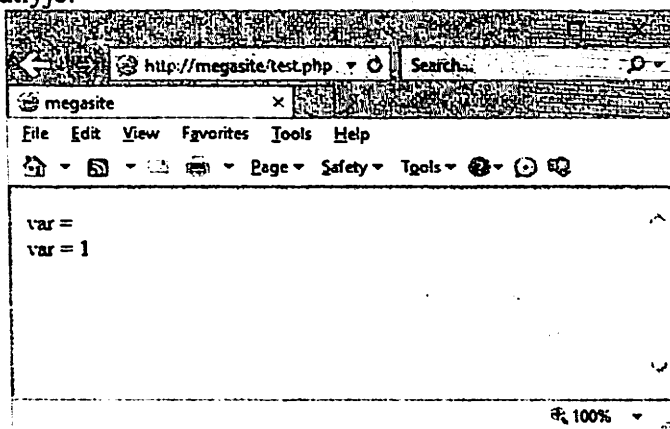 http://megasite/test.php Search...
megasite ×
File Edit View Favorites Tools Help
Page Safety Tools
var =
var = 1
100%